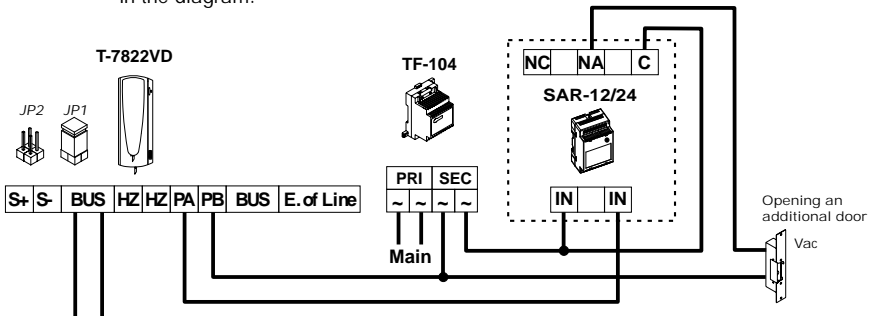 in the diagram.
T-7822VD
TF-104
NC NA C
SAR-12/24
JP2 JP1
PRI SEC
~ ~ ~ ~
Main
S+ S- BUS HZ HZ PA PB BUS E. of Line
IN IN
Opening an
additional door
Vac